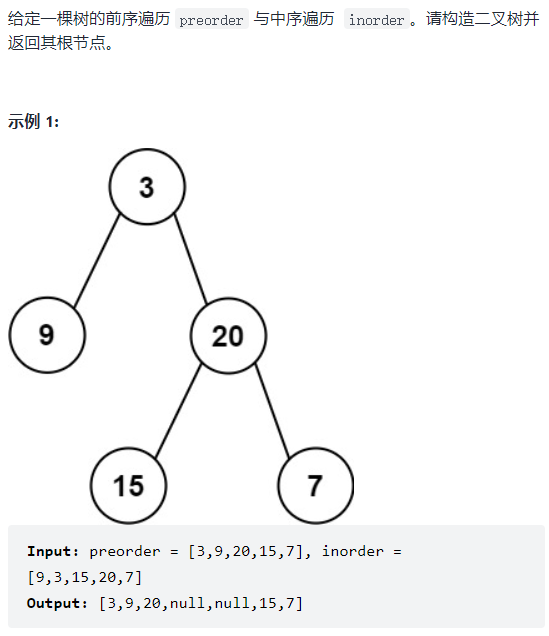 给定一棵树的前序遍历 preorder 与中序遍历 inorder。请构造二叉树并
返回其根节点。
示例 1:
3
9
20
15
7
Input: preorder = [3,9,20,15,7], inorder =
[9,3,15,20,7]
Output: [3,9,20,null,null,15,7]